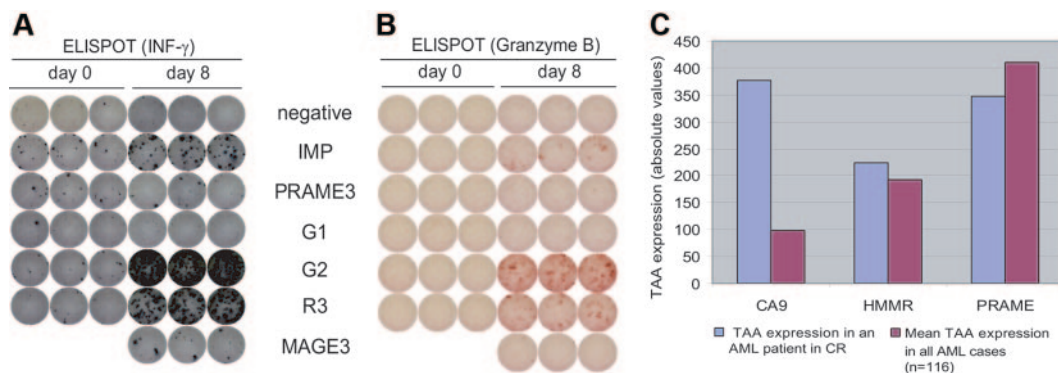 A
ELISPOT (INF-γ)
day 0 day 8
B
ELISPOT (Granzyme B)
day 0 day 8
negative
IMP
PRAME3
G1
G2
R3
MAGE3
C
TAA expression (absolute values)
450
400
350
300
250
200
150
100
50
0
CA9 HMMR PRAME
TAA expression in an
AML patient in CR
Mean TAA expression
in all AML cases
(n=116)